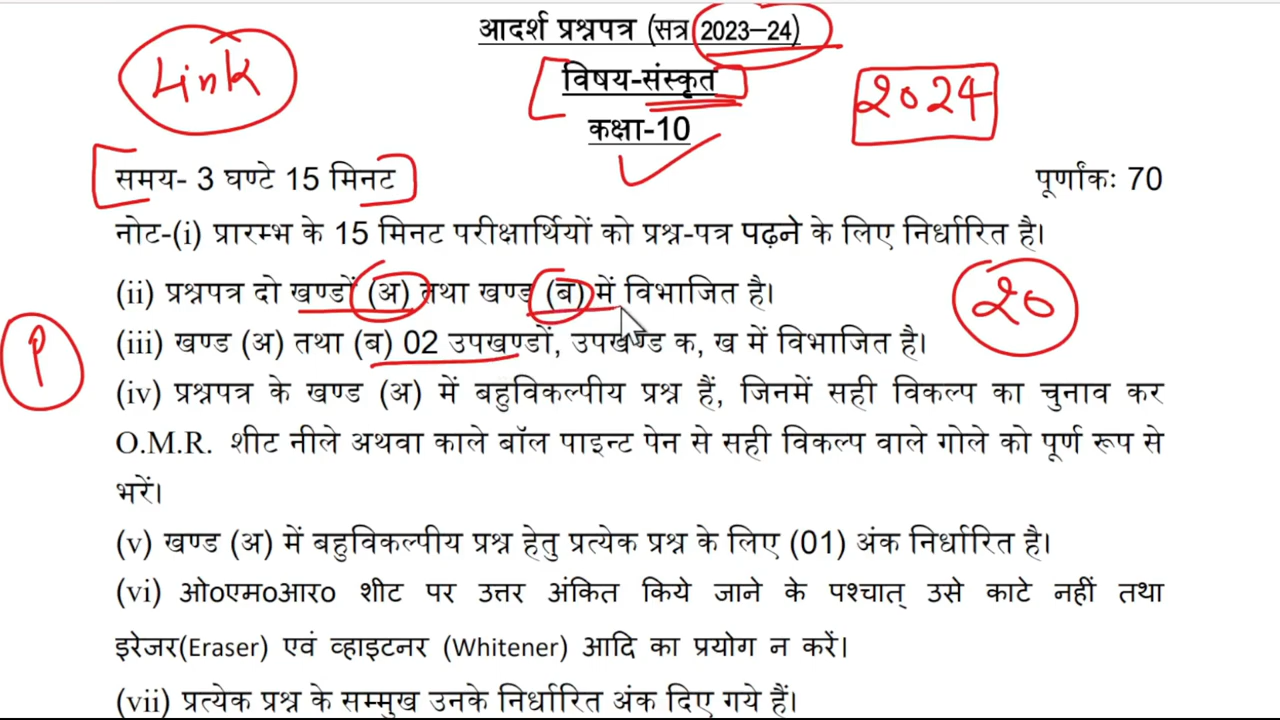 आदर्श प्रश्नपत्र (सत्र 2023–24)
Link
विषय-संस्कृत
2024
कक्षा-10
समय- 3 घण्टे 15 मिनट पूर्णांकः 70
नोट-(i) प्रारम्भ के 15 मिनट परीक्षार्थियों को प्रश्न-पत्र पढ़ने के लिए निर्धारित है।
(ii) प्रश्नपत्र दो खण्डों (अ) तथा खण्ड (ब) में विभाजित है।
20
(iii) खण्ड (अ) तथा (ब) 02 उपखण्डों, उपखण्ड क, ख में विभाजित है।
P
(iv) प्रश्नपत्र के खण्ड (अ) में बहुविकल्पीय प्रश्न हैं, जिनमें सही विकल्प का चुनाव कर
O.M.R. शीट नीले अथवा काले बॉल पाइन्ट पेन से सही विकल्प वाले गोले को पूर्ण रूप से
भरें।
(v) खण्ड (अ) में बहुविकल्पीय प्रश्न हेतु प्रत्येक प्रश्न के लिए (01) अंक निर्धारित है।
(vi) ओ0एम0आर0 शीट पर उत्तर अंकित किये जाने के पश्चात् उसे काटे नहीं तथा
इरेजर(Eraser) एवं व्हाइटनर (Whitener) आदि का प्रयोग न करें।
(vii) प्रत्येक प्रश्न के सम्मुख उनके निर्धारित अंक दिए गये हैं।